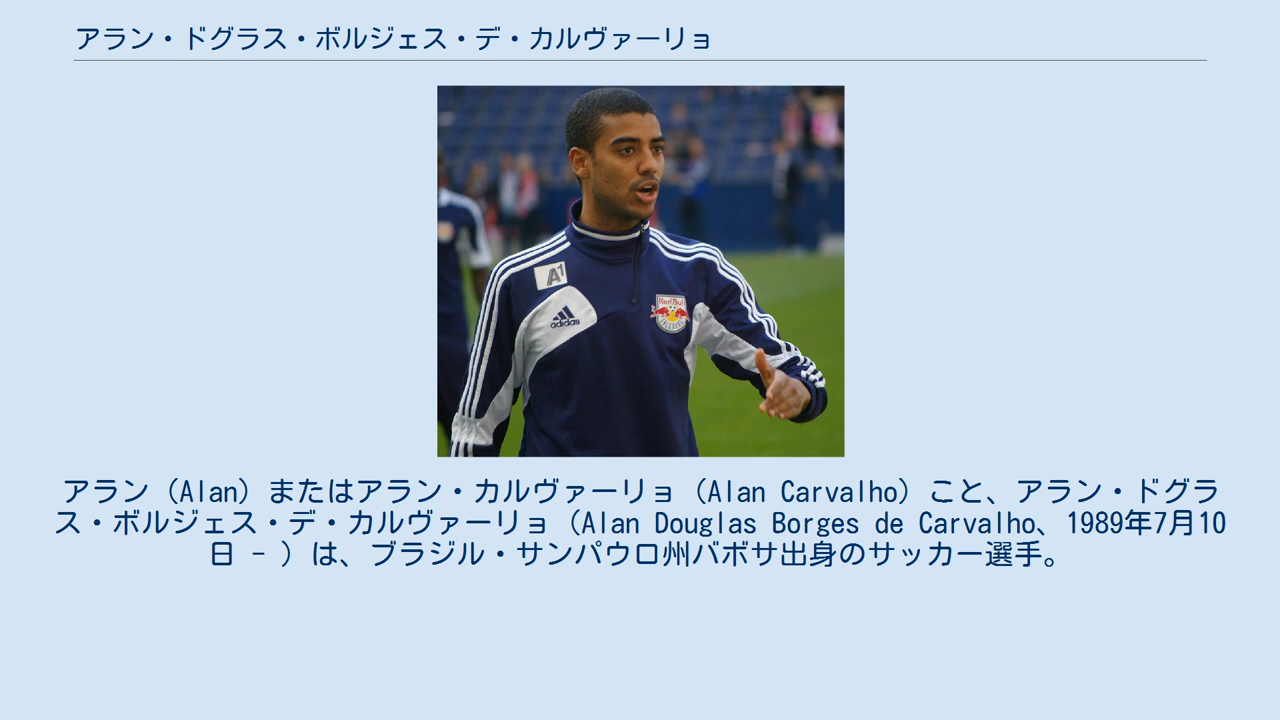 アラン・ドグラス・ボルジェス・デ・カルヴァーリョ
A1
adidas
Red Bull
アラン（Alan）またはアラン・カルヴァーリョ（Alan Carvalho）こと、アラン・ドグラ
ス・ボルジェス・デ・カルヴァーリョ（Alan Douglas Borges de Carvalho、1989年7月10
日 - ）は、ブラジル・サンパウロ州バボサ出身のサッカー選手。